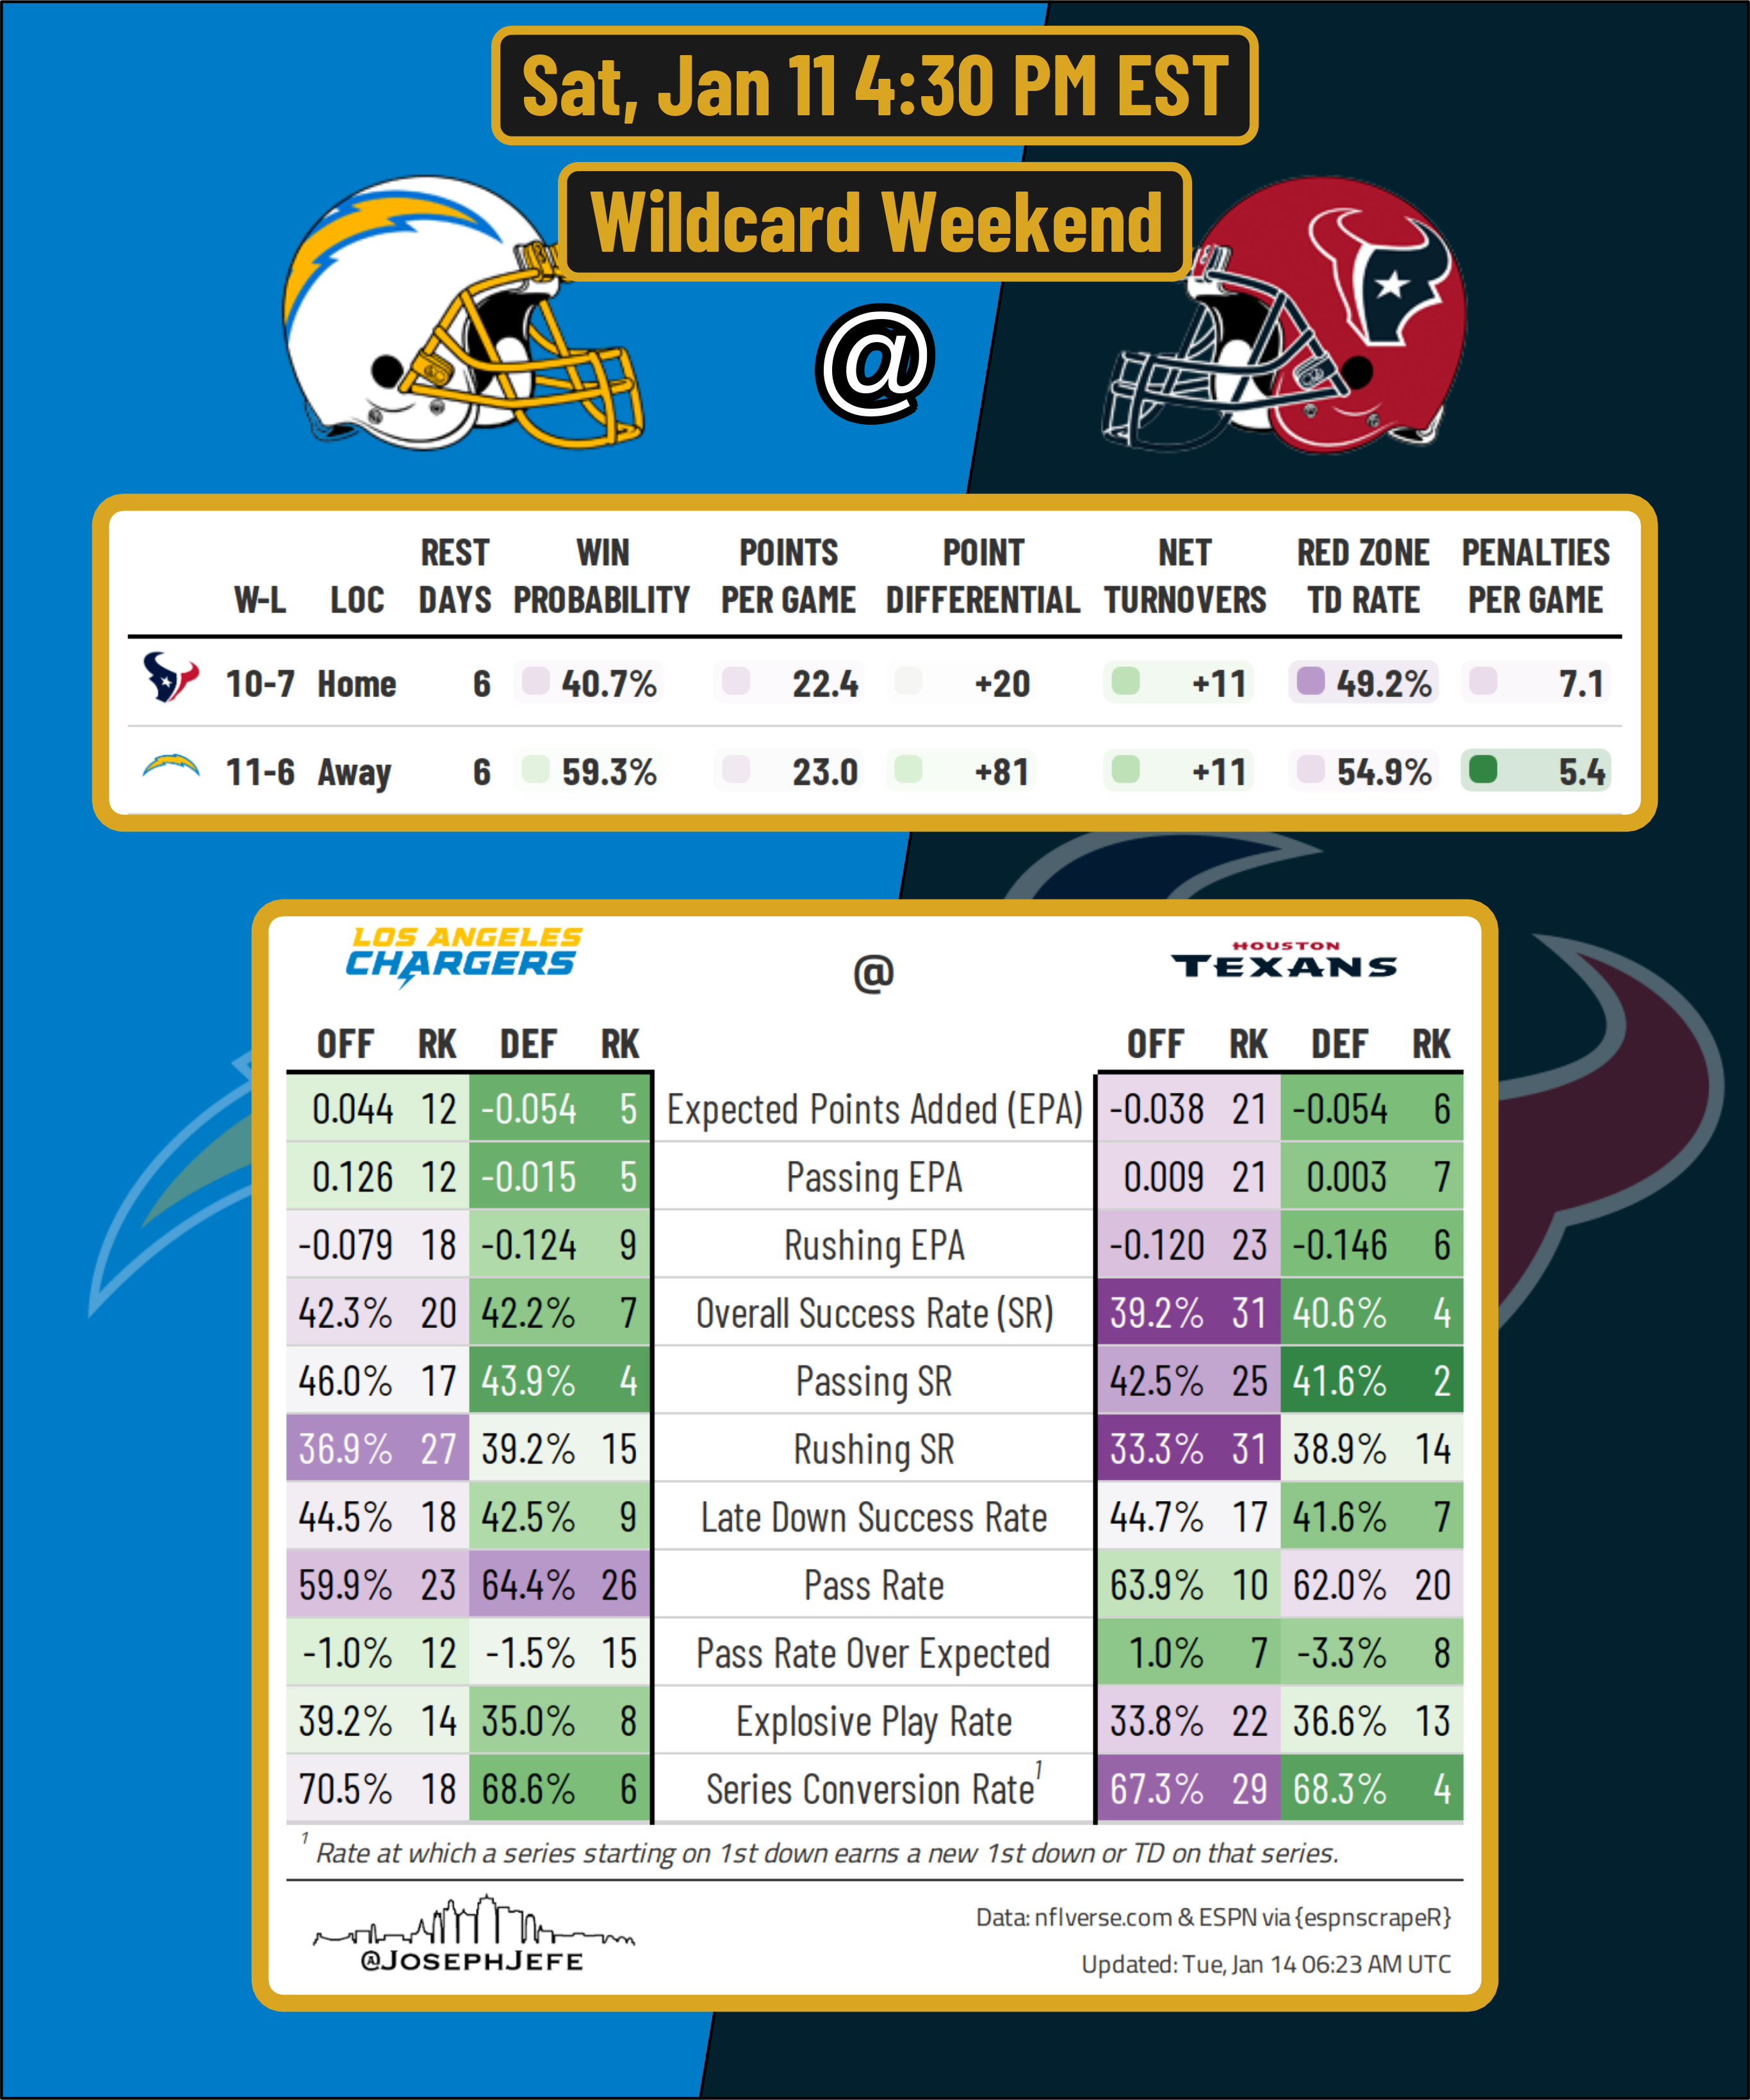 Sat, Jan 11 4:30 PM EST
Wildcard Weekend
@
W-L LOC REST DAYS WIN PROBABILITY POINTS PER GAME POINT DIFFERENTIAL NET TURNOVERS RED ZONE TD RATE PENALTIES PER GAME
10-7 Home 6 40.7% 22.4 +20 +11 49.2% 7.1
11-6 Away 6 59.3% 23.0 +81 +11 54.9% 5.4
LOS ANGELES CHARGERS @ HOUSTON TEXANS
OFF RK DEF RK OFF RK DEF RK
0.044 12 -0.054 5 Expected Points Added (EPA) -0.038 21 -0.054 6
0.126 12 -0.015 5 Passing EPA 0.009 21 0.003 7
-0.079 18 -0.124 9 Rushing EPA -0.120 23 -0.146 6
42.3% 20 42.2% 7 Overall Success Rate (SR) 39.2% 31 40.6% 4
46.0% 17 43.9% 4 Passing SR 42.5% 25 41.6% 2
36.9% 27 39.2% 15 Rushing SR 33.3% 31 38.9% 14
44.5% 18 42.5% 9 Late Down Success Rate 44.7% 17 41.6% 7
59.9% 23 64.4% 26 Pass Rate 63.9% 10 62.0% 20
-1.0% 12 -1.5% 15 Pass Rate Over Expected 1.0% 7 -3.3% 8
39.2% 14 35.0% 8 Explosive Play Rate 33.8% 22 36.6% 13
70.5% 18 68.6% 6 Series Conversion Rate¹ 67.3% 29 68.3% 4
¹ Rate at which a series starting on 1st down earns a new 1st down or TD on that series.
@JOSEPHJEFE
Data: nflverse.com & ESPN via {espnscrapeR}
Updated: Tue, Jan 14 06:23 AM UTC